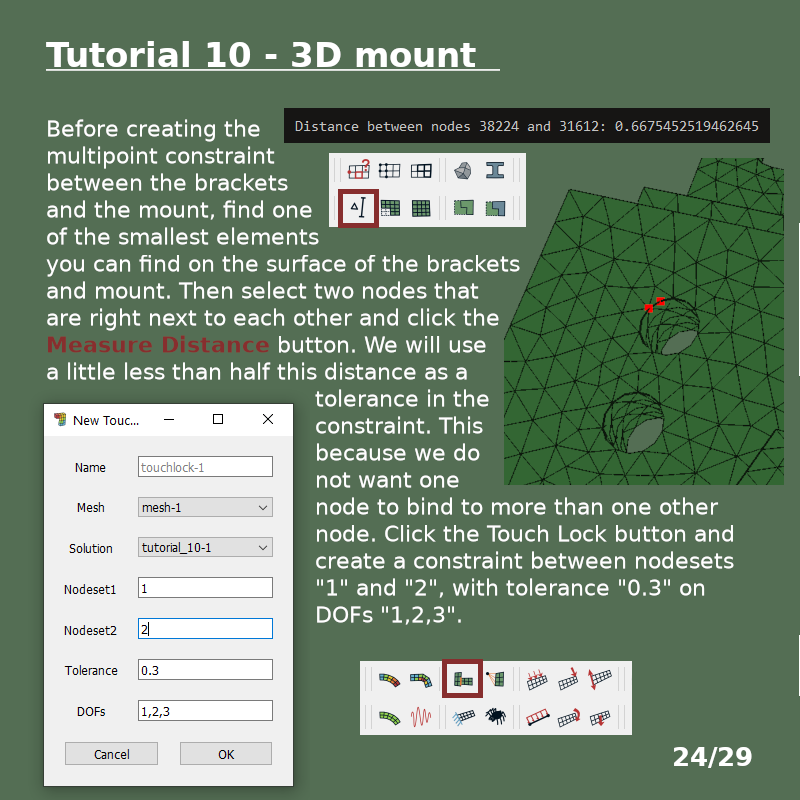 Tutorial 10 - 3D mount
Distance between nodes 38224 and 31612: 0.6675452519462645
Before creating the
multipoint constraint
between the brackets
and the mount, find one
of the smallest elements
you can find on the surface of the brackets
and mount. Then select two nodes that
are right next to each other and click the
Measure Distance button. We will use
a little less than half this distance as a
tolerance in the
constraint. This
because we do
not want one
node to bind to more than one other
node. Click the Touch Lock button and
create a constraint between nodesets
"1" and "2", with tolerance "0.3" on
DOFs "1,2,3".
New Touc...
Name touchlock-1
Mesh mesh-1
Solution tutorial_10-1
Nodeset1 1
Nodeset2 2
Tolerance 0.3
DOFs 1,2,3
Cancel OK
24/29